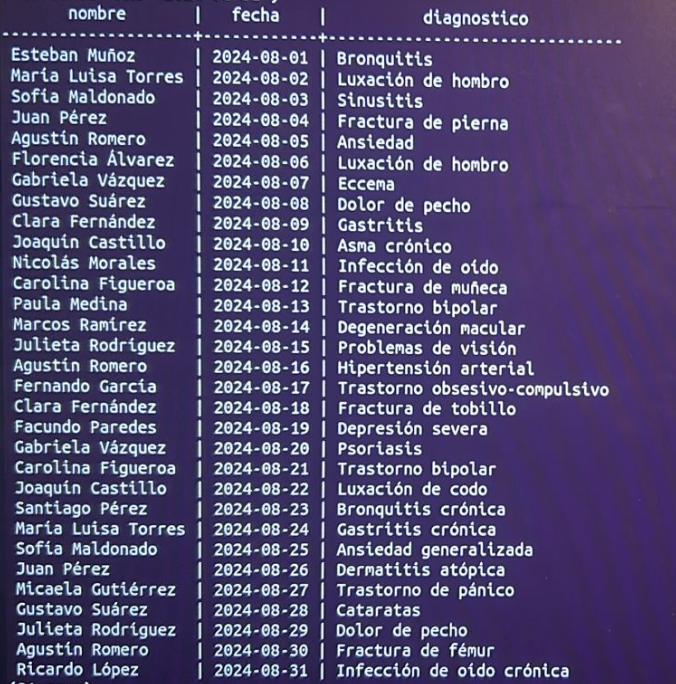 nombre | fecha | diagnostico
Esteban Muñoz | 2024-08-01 | Bronquitis
María Luisa Torres | 2024-08-02 | Luxación de hombro
Sofía Maldonado | 2024-08-03 | Sinusitis
Juan Pérez | 2024-08-04 | Fractura de pierna
Agustín Romero | 2024-08-05 | Ansiedad
Florencia Álvarez | 2024-08-06 | Luxación de hombro
Gabriela Vázquez | 2024-08-07 | Eccema
Gustavo Suárez | 2024-08-08 | Dolor de pecho
Clara Fernández | 2024-08-09 | Gastritis
Joaquín Castillo | 2024-08-10 | Asma crónico
Nicolás Morales | 2024-08-11 | Infección de oído
Carolina Figueroa | 2024-08-12 | Fractura de muñeca
Paula Medina | 2024-08-13 | Trastorno bipolar
Marcos Ramírez | 2024-08-14 | Degeneración macular
Julieta Rodríguez | 2024-08-15 | Problemas de visión
Agustín Romero | 2024-08-16 | Hipertensión arterial
Fernando García | 2024-08-17 | Trastorno obsesivo-compulsivo
Clara Fernández | 2024-08-18 | Fractura de tobillo
Facundo Paredes | 2024-08-19 | Depresión severa
Gabriela Vázquez | 2024-08-20 | Psoriasis
Carolina Figueroa | 2024-08-21 | Trastorno bipolar
Joaquín Castillo | 2024-08-22 | Luxación de codo
Santiago Pérez | 2024-08-23 | Bronquitis crónica
María Luisa Torres | 2024-08-24 | Gastritis crónica
Sofía Maldonado | 2024-08-25 | Ansiedad generalizada
Juan Pérez | 2024-08-26 | Dermatitis atópica
Micaela Gutiérrez | 2024-08-27 | Trastorno de pánico
Gustavo Suárez | 2024-08-28 | Cataratas
Julieta Rodríguez | 2024-08-29 | Dolor de pecho
Agustín Romero | 2024-08-30 | Fractura de fémur
Ricardo López | 2024-08-31 | Infección de oído crónica